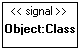 << signal >>
Object:Class